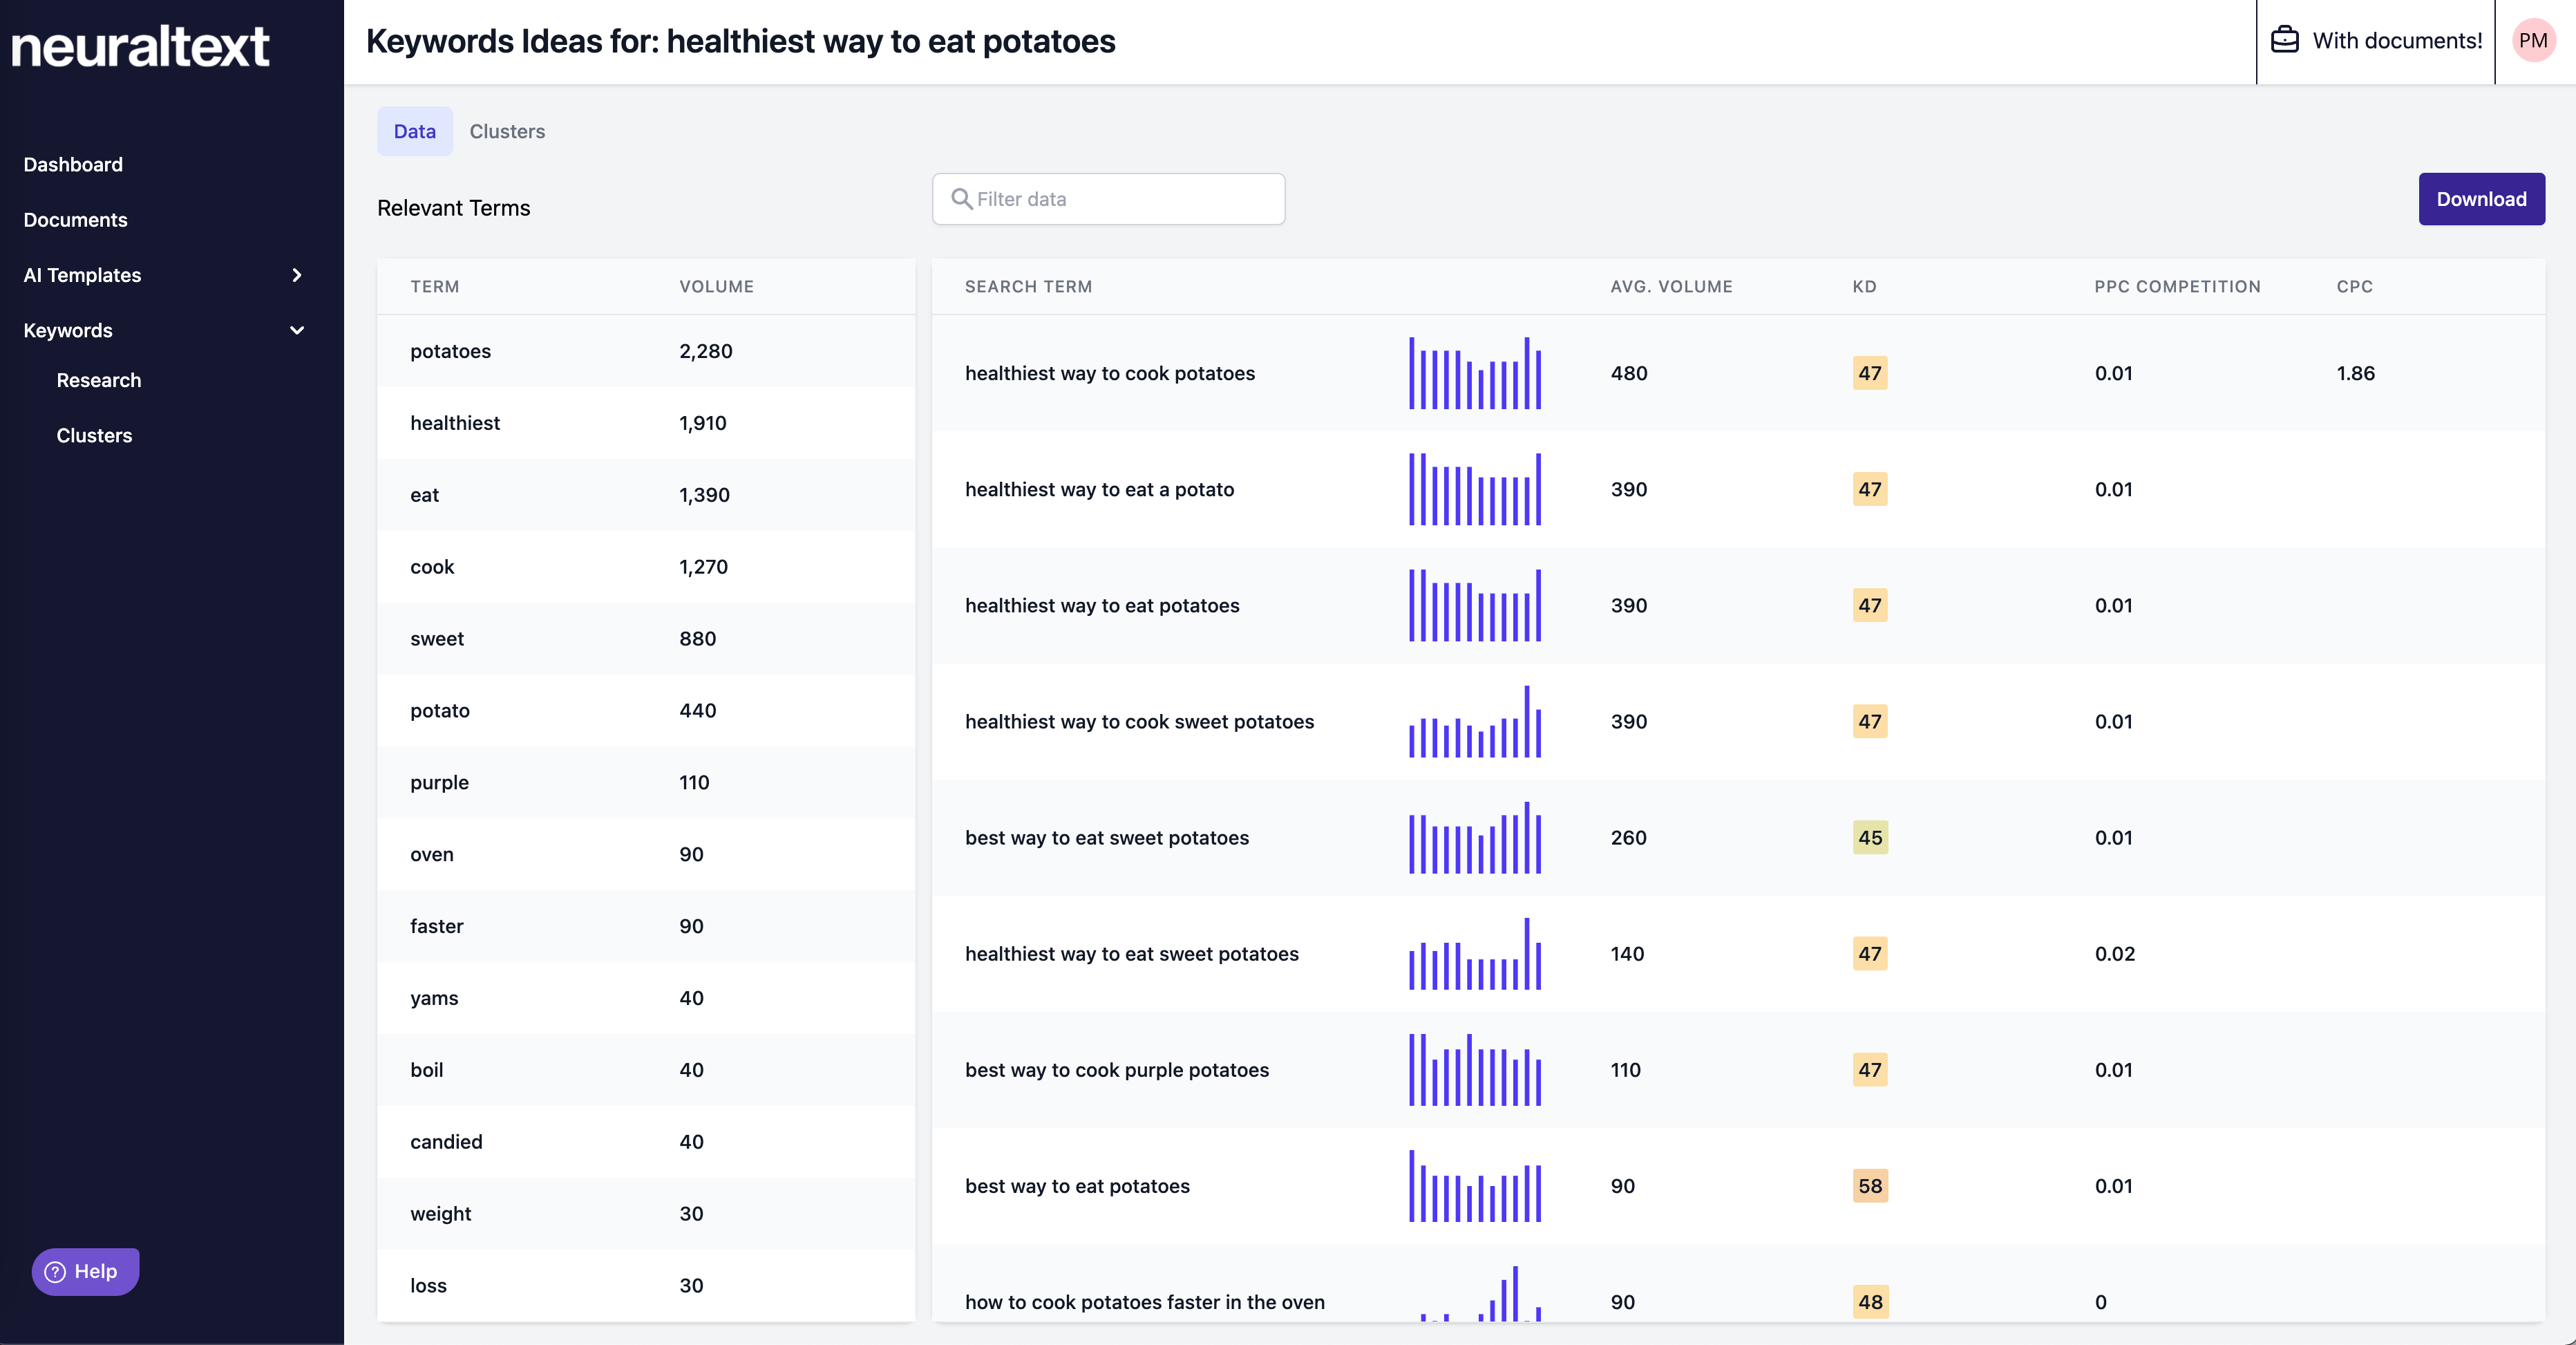 neuraltext
Keywords Ideas for: healthiest way to eat potatoes
With documents!
PM
Dashboard
Documents
AI Templates
Keywords
Research
Clusters
? Help
Data Clusters
Relevant Terms
Filter data
Download
TERM VOLUME
potatoes 2,280
healthiest 1,910
eat 1,390
cook 1,270
sweet 880
potato 440
purple 110
oven 90
faster 90
yams 40
boil 40
candied 40
weight 30
loss 30
SEARCH TERM AVG. VOLUME KD PPC COMPETITION CPC
healthiest way to cook potatoes 480 47 0.01 1.86
healthiest way to eat a potato 390 47 0.01
healthiest way to eat potatoes 390 47 0.01
healthiest way to cook sweet potatoes 390 47 0.01
best way to eat sweet potatoes 260 45 0.01
healthiest way to eat sweet potatoes 140 47 0.02
best way to cook purple potatoes 110 47 0.01
best way to eat potatoes 90 58 0.01
how to cook potatoes faster in the oven 90 48 0